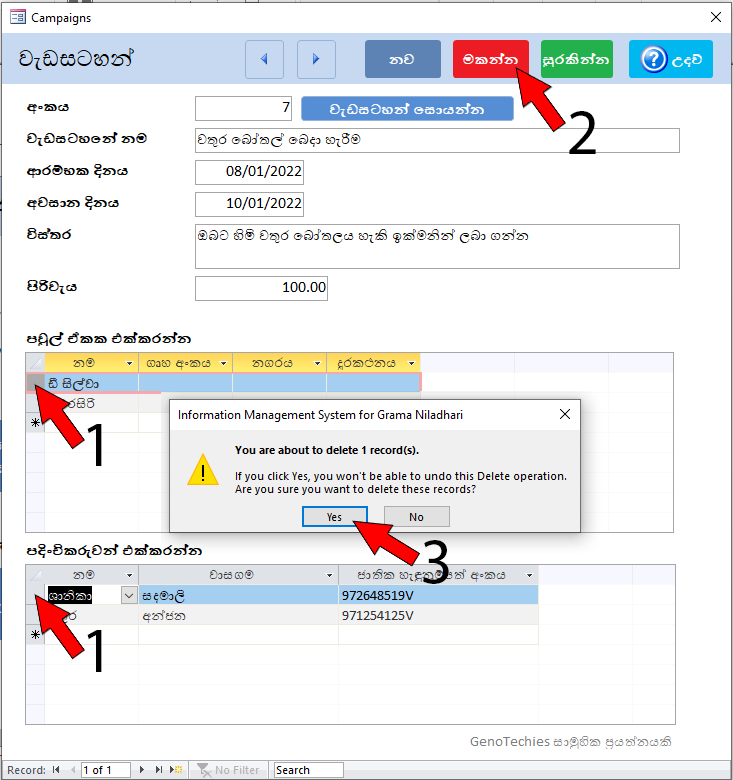 Campaigns
වැඩසටහන්
නව
මකන්න
සුරකින්න
? උදව්
2
අංකය
7
වැඩසටහන් සොයන්න
වැඩසටහනේ නම
වතුර බෝතල් බෙදා හැරීම
ආරම්භක දිනය
08/01/2022
අවසාන දිනය
10/01/2022
විස්තර
ඔබට හිමි වතුර බෝතලය හැකි ඉක්මනින් ලබා ගන්න
පිරිවැය
100.00
පවුල් ඒකක එක්කරන්න
නම ගෘහ අංකය නගරය දුරකථනය
ඩී සිල්වා
1
Information Management System for Grama Niladhari
You are about to delete 1 record(s).
If you click Yes, you won't be able to undo this Delete operation.
Are you sure you want to delete these records?
Yes No
3
පදිංචිකරුවන් එක්කරන්න
නම වාසගම ජාතික හැඳුනුම්පත් අංකය
ශානිකා සඳමාලි 972648519V
අන්ජන 971254125V
1
GenoTechies සාමූහික ප්‍රයත්නයකි
Record: 1 of 1 No Filter Search